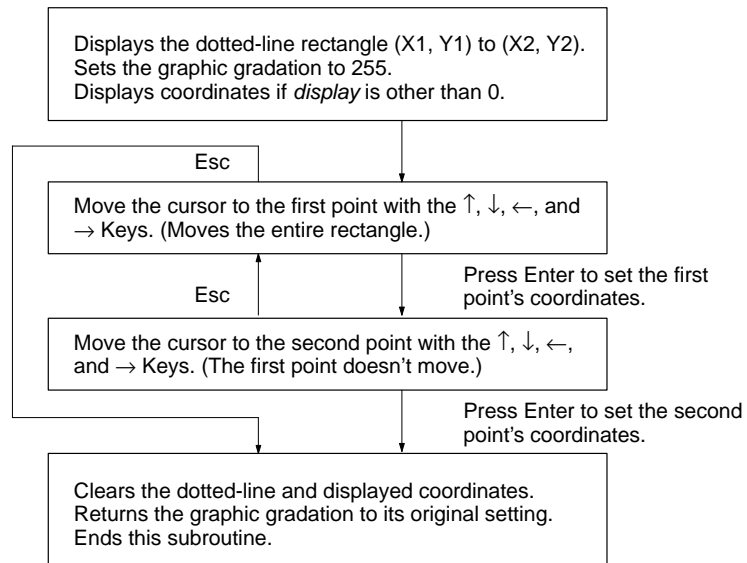 Displays the dotted-line rectangle (X1, Y1) to (X2, Y2).
Sets the graphic gradation to 255.
Displays coordinates if display is other than 0.
Esc
Move the cursor to the first point with the ↑, ↓, ←, and
→ Keys. (Moves the entire rectangle.)
Esc
Press Enter to set the first
point's coordinates.
Move the cursor to the second point with the ↑, ↓, ←,
and → Keys. (The first point doesn't move.)
Press Enter to set the second
point's coordinates.
Clears the dotted-line and displayed coordinates.
Returns the graphic gradation to its original setting.
Ends this subroutine.